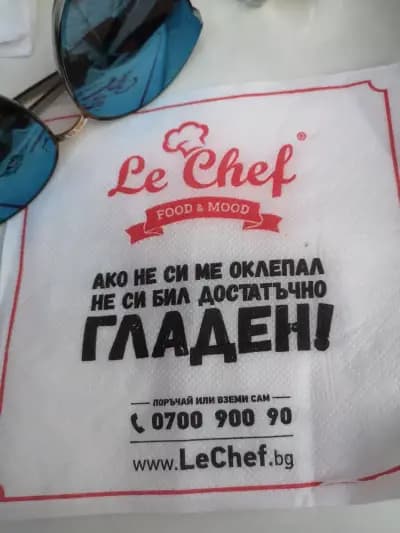 Le Chef®
FOOD & MOOD
АКО НЕ СИ МЕ ОКЛЕПАЛ
НЕ СИ БИЛ ДОСТАТЪЧНО
ГЛАДЕН!
ПОРЪЧАЙ ИЛИ ВЗЕМИ САМ
0700 900 90
www.LeChef.bg